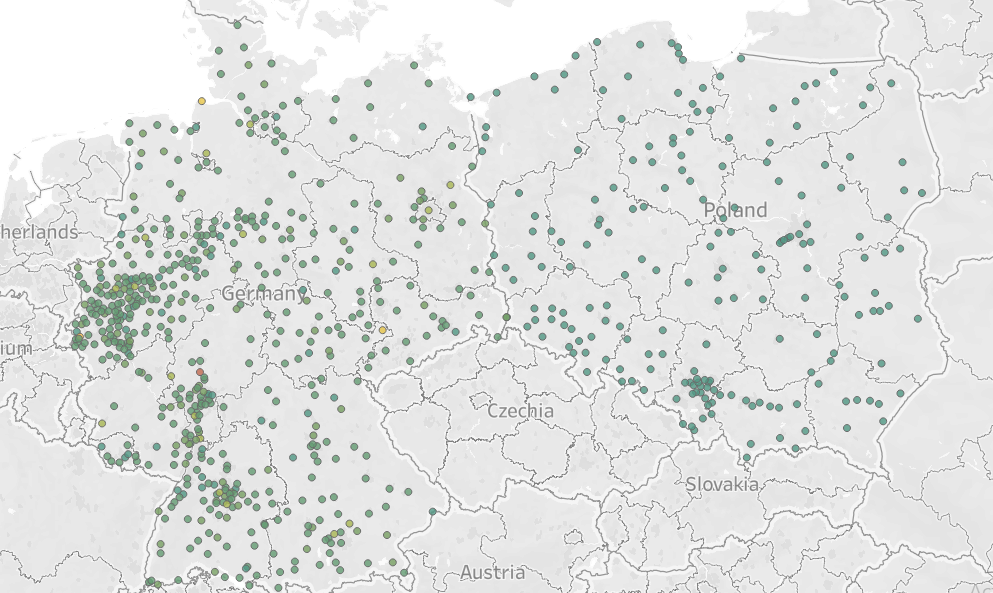 Poland
herlands
Germany
ium
Czechia
Slovakia
Austria